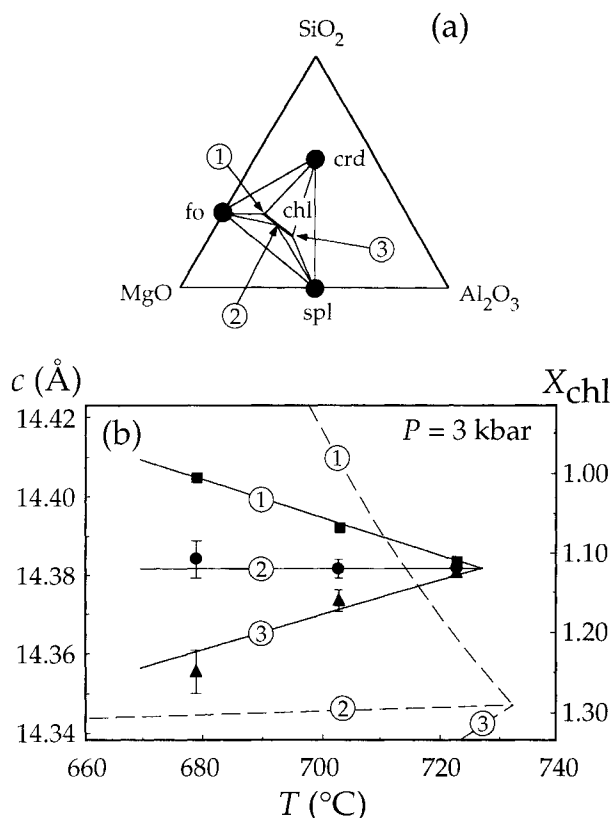 SiO₂
(a)
①
crd
fo
chl
③
MgO
②
spl
Al₂O₃
c (Å)
X_chl
14.42
(b)
P = 3 kbar
①
1.00
14.40
①
1.10
14.38
②
1.20
14.36
③
②
③
1.30
14.34
660
680
700
720
740
T (°C)